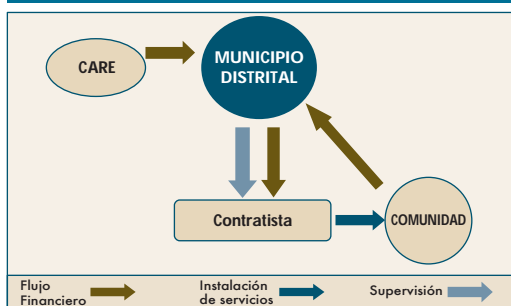 CARE
MUNICIPIO
DISTRITAL
Contratista
COMUNIDAD
Flujo
Financiero
Instalación
de servicios
Supervisión